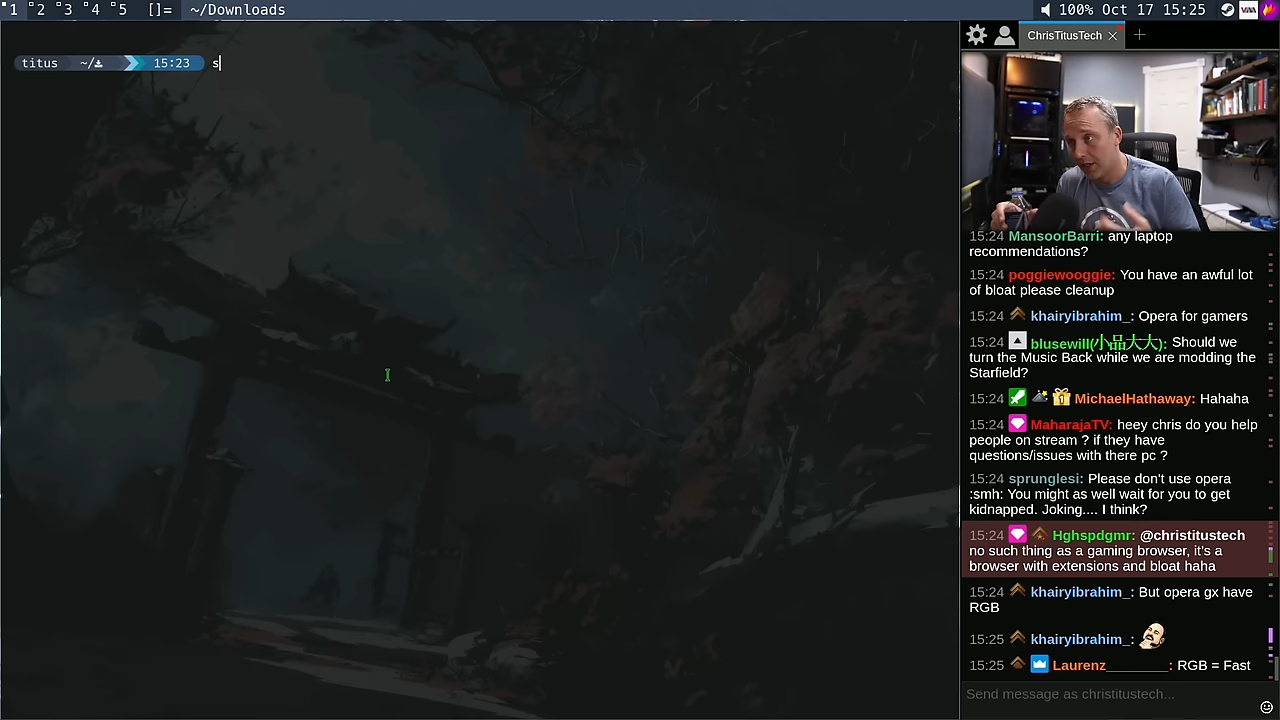 1 2 3 4 5 []= ~/Downloads
100% Oct 17 15:25
VIA
ChrisTitusTech
titus ~/ 15:23 s
15:24 MansoorBarri: any laptop
recommendations?
15:24 poggiewooggie: You have an awful lot
of bloat please cleanup
15:24 khairyibrahim_: Opera for gamers
15:24 blusewill(小品大大): Should we
turn the Music Back while we are modding the
Starfield?
15:24 MichaelHathaway: Hahaha
15:24 MaharajaTV: heey chris do you help
people on stream ? if they have
questions/issues with there pc ?
15:24 sprunglesi: Please don't use opera
:smh: You might as well wait for you to get
kidnapped. Joking.... I think?
15:24 Hghspdgmr: @christitustech
no such thing as a gaming browser, it's a
browser with extensions and bloat haha
15:24 khairyibrahim_: But opera gx have
RGB
15:25 khairyibrahim_:
15:25 Laurenz________: RGB = Fast
Send message as christitustech...